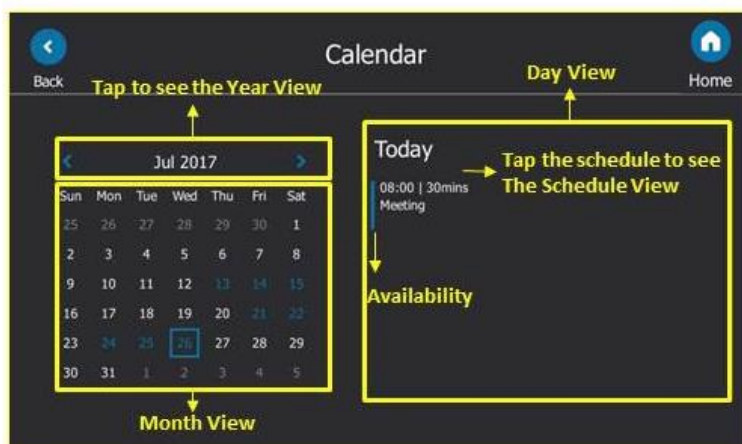 Calendar
Back
Home
Tap to see the Year View
Day View
Jul 2017
Sun Mon Tue Wed Thu Fri Sat
25 26 27 28 29 30 1
2 3 4 5 6 7 8
9 10 11 12 13 14 15
16 17 18 19 20 21 22
23 24 25 26 27 28 29
30 31 1 2 3 4 5
Month View
Today
08:00 | 30mins
Meeting
Tap the schedule to see
The Schedule View
Availability